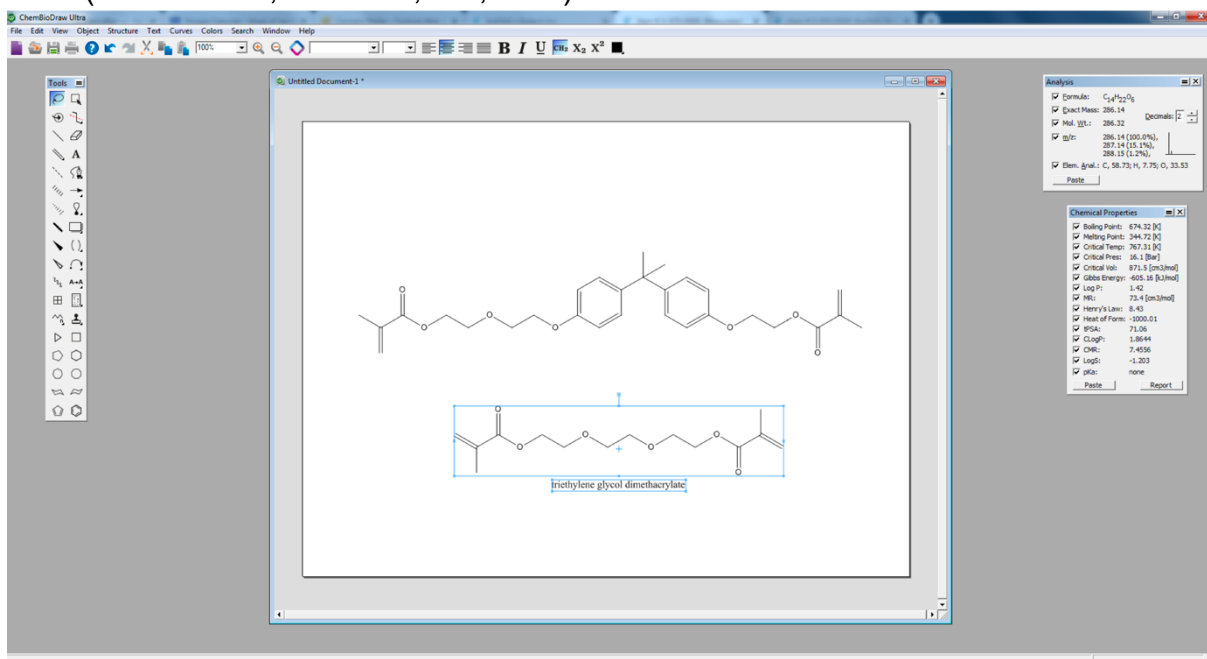 ChemBioDraw Ultra
File Edit View Object Structure Text Curves Colors Search Window Help
100%
B I U CH₂ X₂ X²
Tools
Untitled Document-1 *
Analysis
Formula: C14H22O6
Exact Mass: 286.14
Decimals: 2
Mol. Wt.: 286.32
m/z: 286.14 (100.0%),
287.14 (15.1%),
288.15 (1.2%),
Elem. Anal.: C, 58.73; H, 7.75; O, 33.53
Paste
Chemical Properties
Boiling Point: 674.32 [K]
Melting Point: 344.72 [K]
Critical Temp: 767.31 [K]
Critical Pres: 16.1 [Bar]
Critical Vol: 871.5 [cm3/mol]
Gibbs Energy: -605.16 [kJ/mol]
Log P: 1.42
MR: 73.4 [cm3/mol]
Henry's Law: 8.43
Heat of Form: -1000.01
tPSA: 71.06
CLogP: 1.8644
CMR: 7.4556
LogS: -1.203
pKa: none
Paste Report
A
O
O
O
O
O
O
O
O
O
O
O
O
O
triethylene glycol dimethacrylate